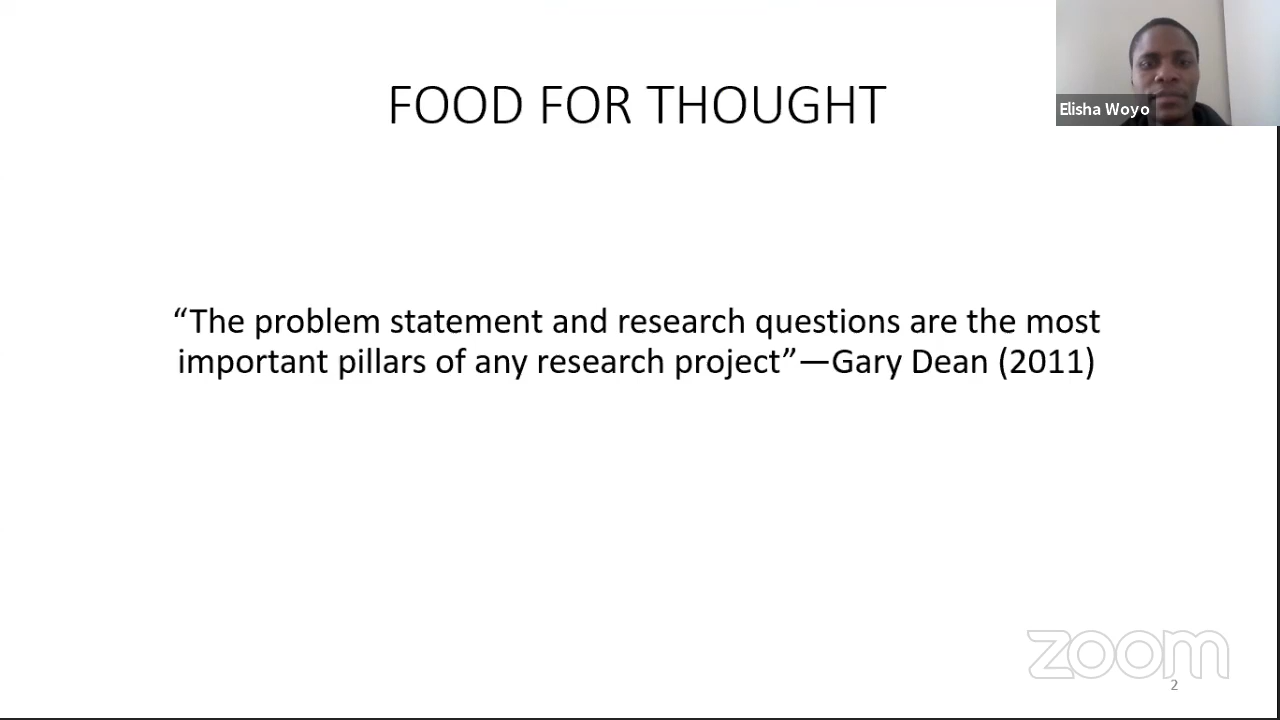 FOOD FOR THOUGHT
Elisha Woyo
“The problem statement and research questions are the most
important pillars of any research project”—Gary Dean (2011)
zoom
2